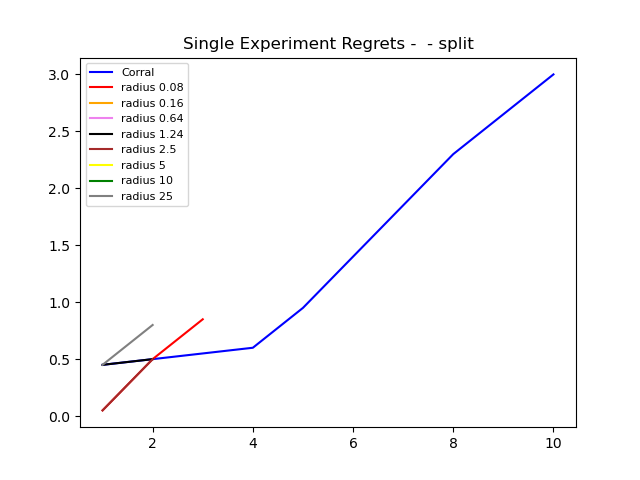 Single Experiment Regrets -  - split
Corral
radius 0.08
radius 0.16
radius 0.64
radius 1.24
radius 2.5
radius 5
radius 10
radius 25
3.0
2.5
2.0
1.5
1.0
0.5
0.0
2 4 6 8 10